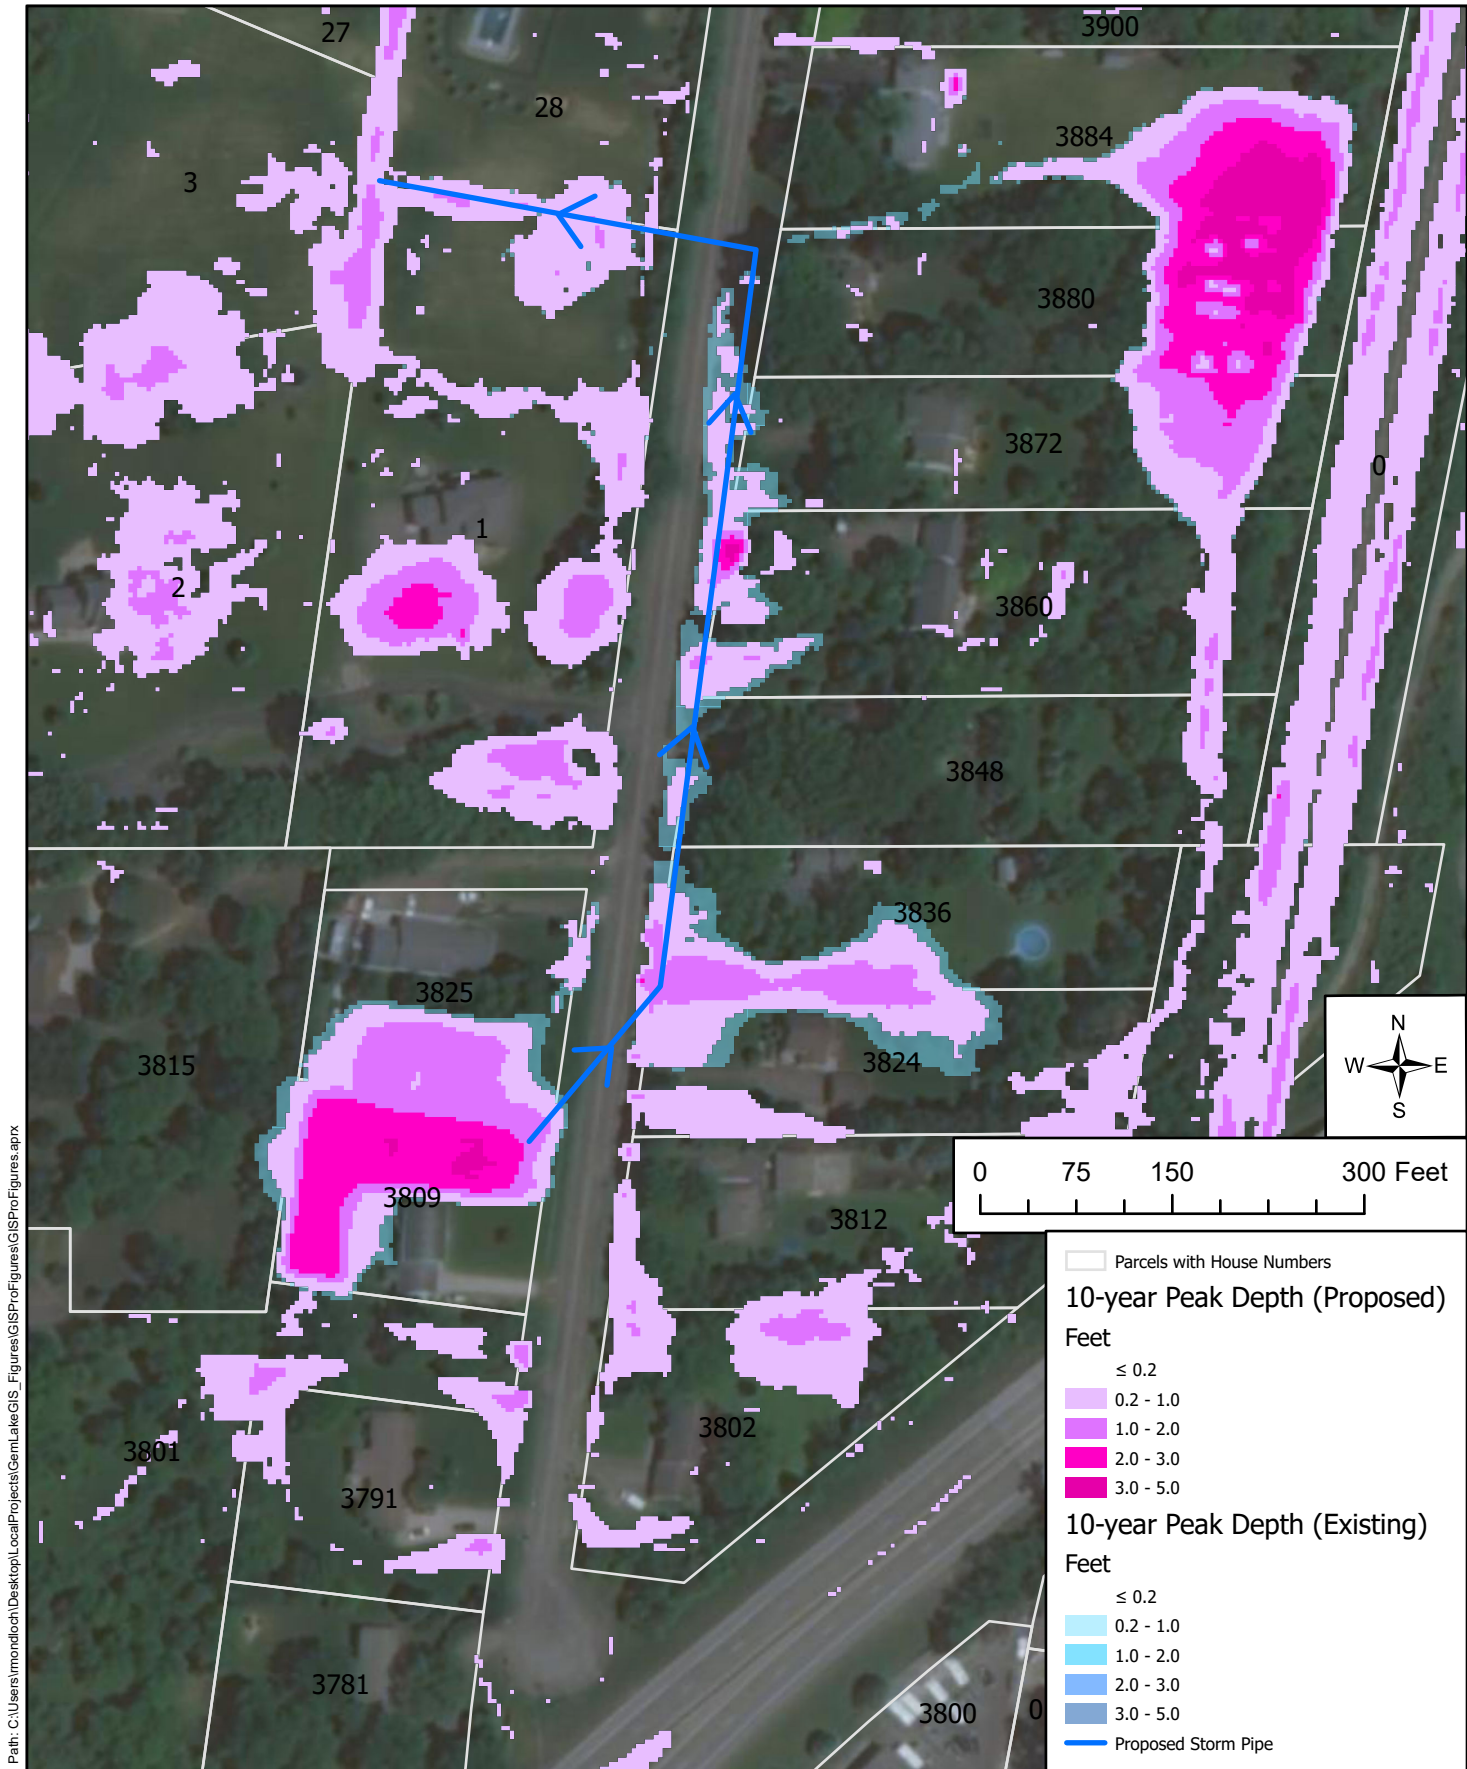 27
3900
28
3884
3
3880
3872
0
1
2
3860
3848
3836
3825
3815
3824
3809
3812
3802
3801
3791
3781
3800
0
N
W
E
S
0 75 150 300 Feet
Parcels with House Numbers
10-year Peak Depth (Proposed)
Feet
≤ 0.2
0.2 - 1.0
1.0 - 2.0
2.0 - 3.0
3.0 - 5.0
10-year Peak Depth (Existing)
Feet
≤ 0.2
0.2 - 1.0
1.0 - 2.0
2.0 - 3.0
3.0 - 5.0
Proposed Storm Pipe
Path: C:\Users\rmondloch\Desktop\LocalProjects\GemLakeGIS_Figures\GISProFigures\GISProFigures.aprx